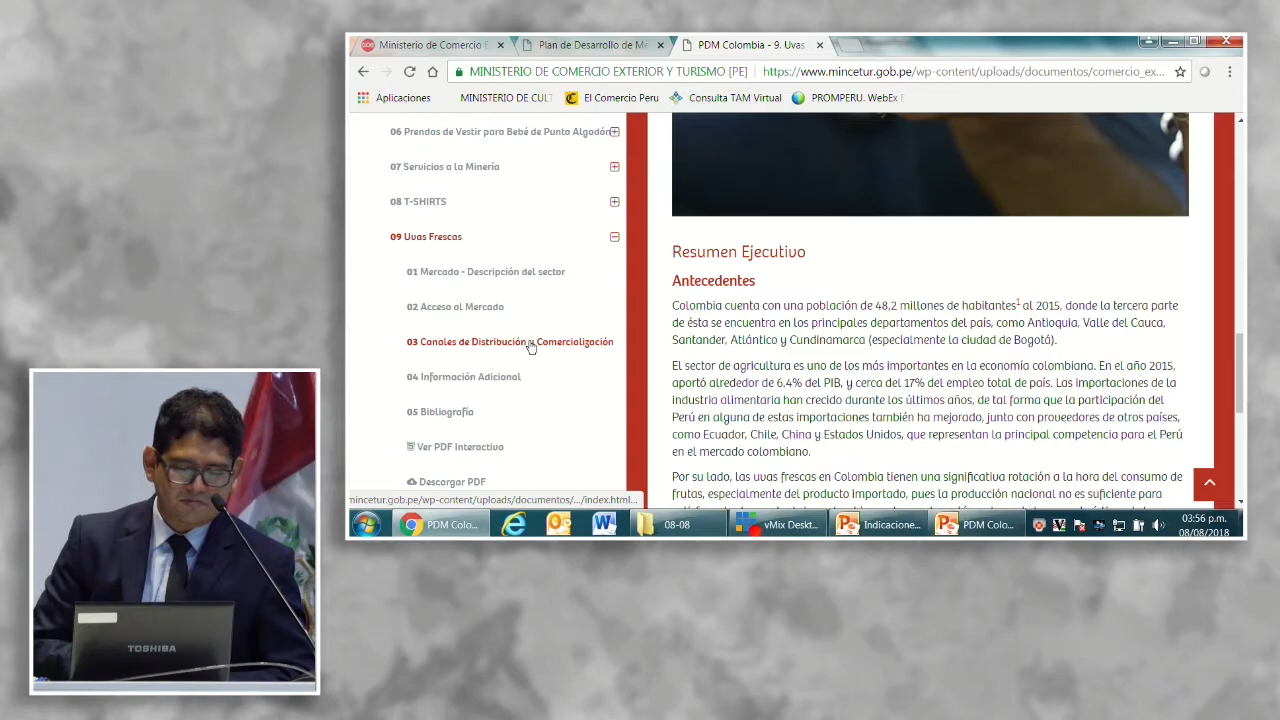 Ministerio de Comercio
Plan de Desarrollo de Me
PDM Colombia - 9. Uvas
MINISTERIO DE COMERCIO EXTERIOR Y TURISMO [PE]
https://www.mincetur.gob.pe/wp-content/uploads/documentos/comercio_ex...
Aplicaciones
MINISTERIO DE CULT
El Comercio Peru
Consulta TAM Virtual
PROMPERU. WebEx E
06 Prendas de Vestir para Bebé de Punto Algodón
07 Servicios a la Minería
08 T-SHIRTS
09 Uvas Frescas
01 Mercado - Descripción del sector
02 Acceso al Mercado
03 Canales de Distribución y Comercialización
04 Información Adicional
05 Bibliografía
Ver PDF Interactivo
Descargar PDF
mincetur.gob.pe/wp-content/uploads/documentos/.../index.html...
Resumen Ejecutivo
Antecedentes
Colombia cuenta con una población de 48,2 millones de habitantes1 al 2015, donde la tercera parte
de ésta se encuentra en los principales departamentos del país, como Antioquia, Valle del Cauca,
Santander, Atlántico y Cundinamarca (especialmente la ciudad de Bogotá).
El sector de agricultura es uno de los más importantes en la economía colombiana. En el año 2015,
aportó alrededor de 6,4% del PIB, y cerca del 17% del empleo total de país. Las importaciones de la
industria alimentaria han crecido durante los últimos años, de tal forma que la participación del
Perú en alguna de estas importaciones también ha mejorado, junto con proveedores de otros países,
como Ecuador, Chile, China y Estados Unidos, que representan la principal competencia para el Perú
en el mercado colombiano.
Por su lado, las uvas frescas en Colombia tienen una significativa rotación a la hora del consumo de
frutas, especialmente del producto importado, pues la producción nacional no es suficiente para
PDM Colo...
08-08
vMix Deskt...
Indicacione...
PDM Colo...
03:56 p.m.
08/08/2018
TOSHIBA